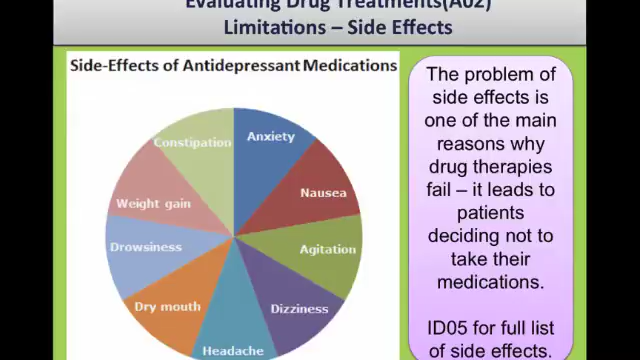 Evaluating Drug Treatments(A02)
Limitations – Side Effects
Side-Effects of Antidepressant Medications
Constipation
Anxiety
Nausea
Weight gain
Agitation
Drowsiness
Dizziness
Dry mouth
Headache
The problem of
side effects is
one of the main
reasons why
drug therapies
fail – it leads to
patients
deciding not to
take their
medications.
ID05 for full list
of side effects.